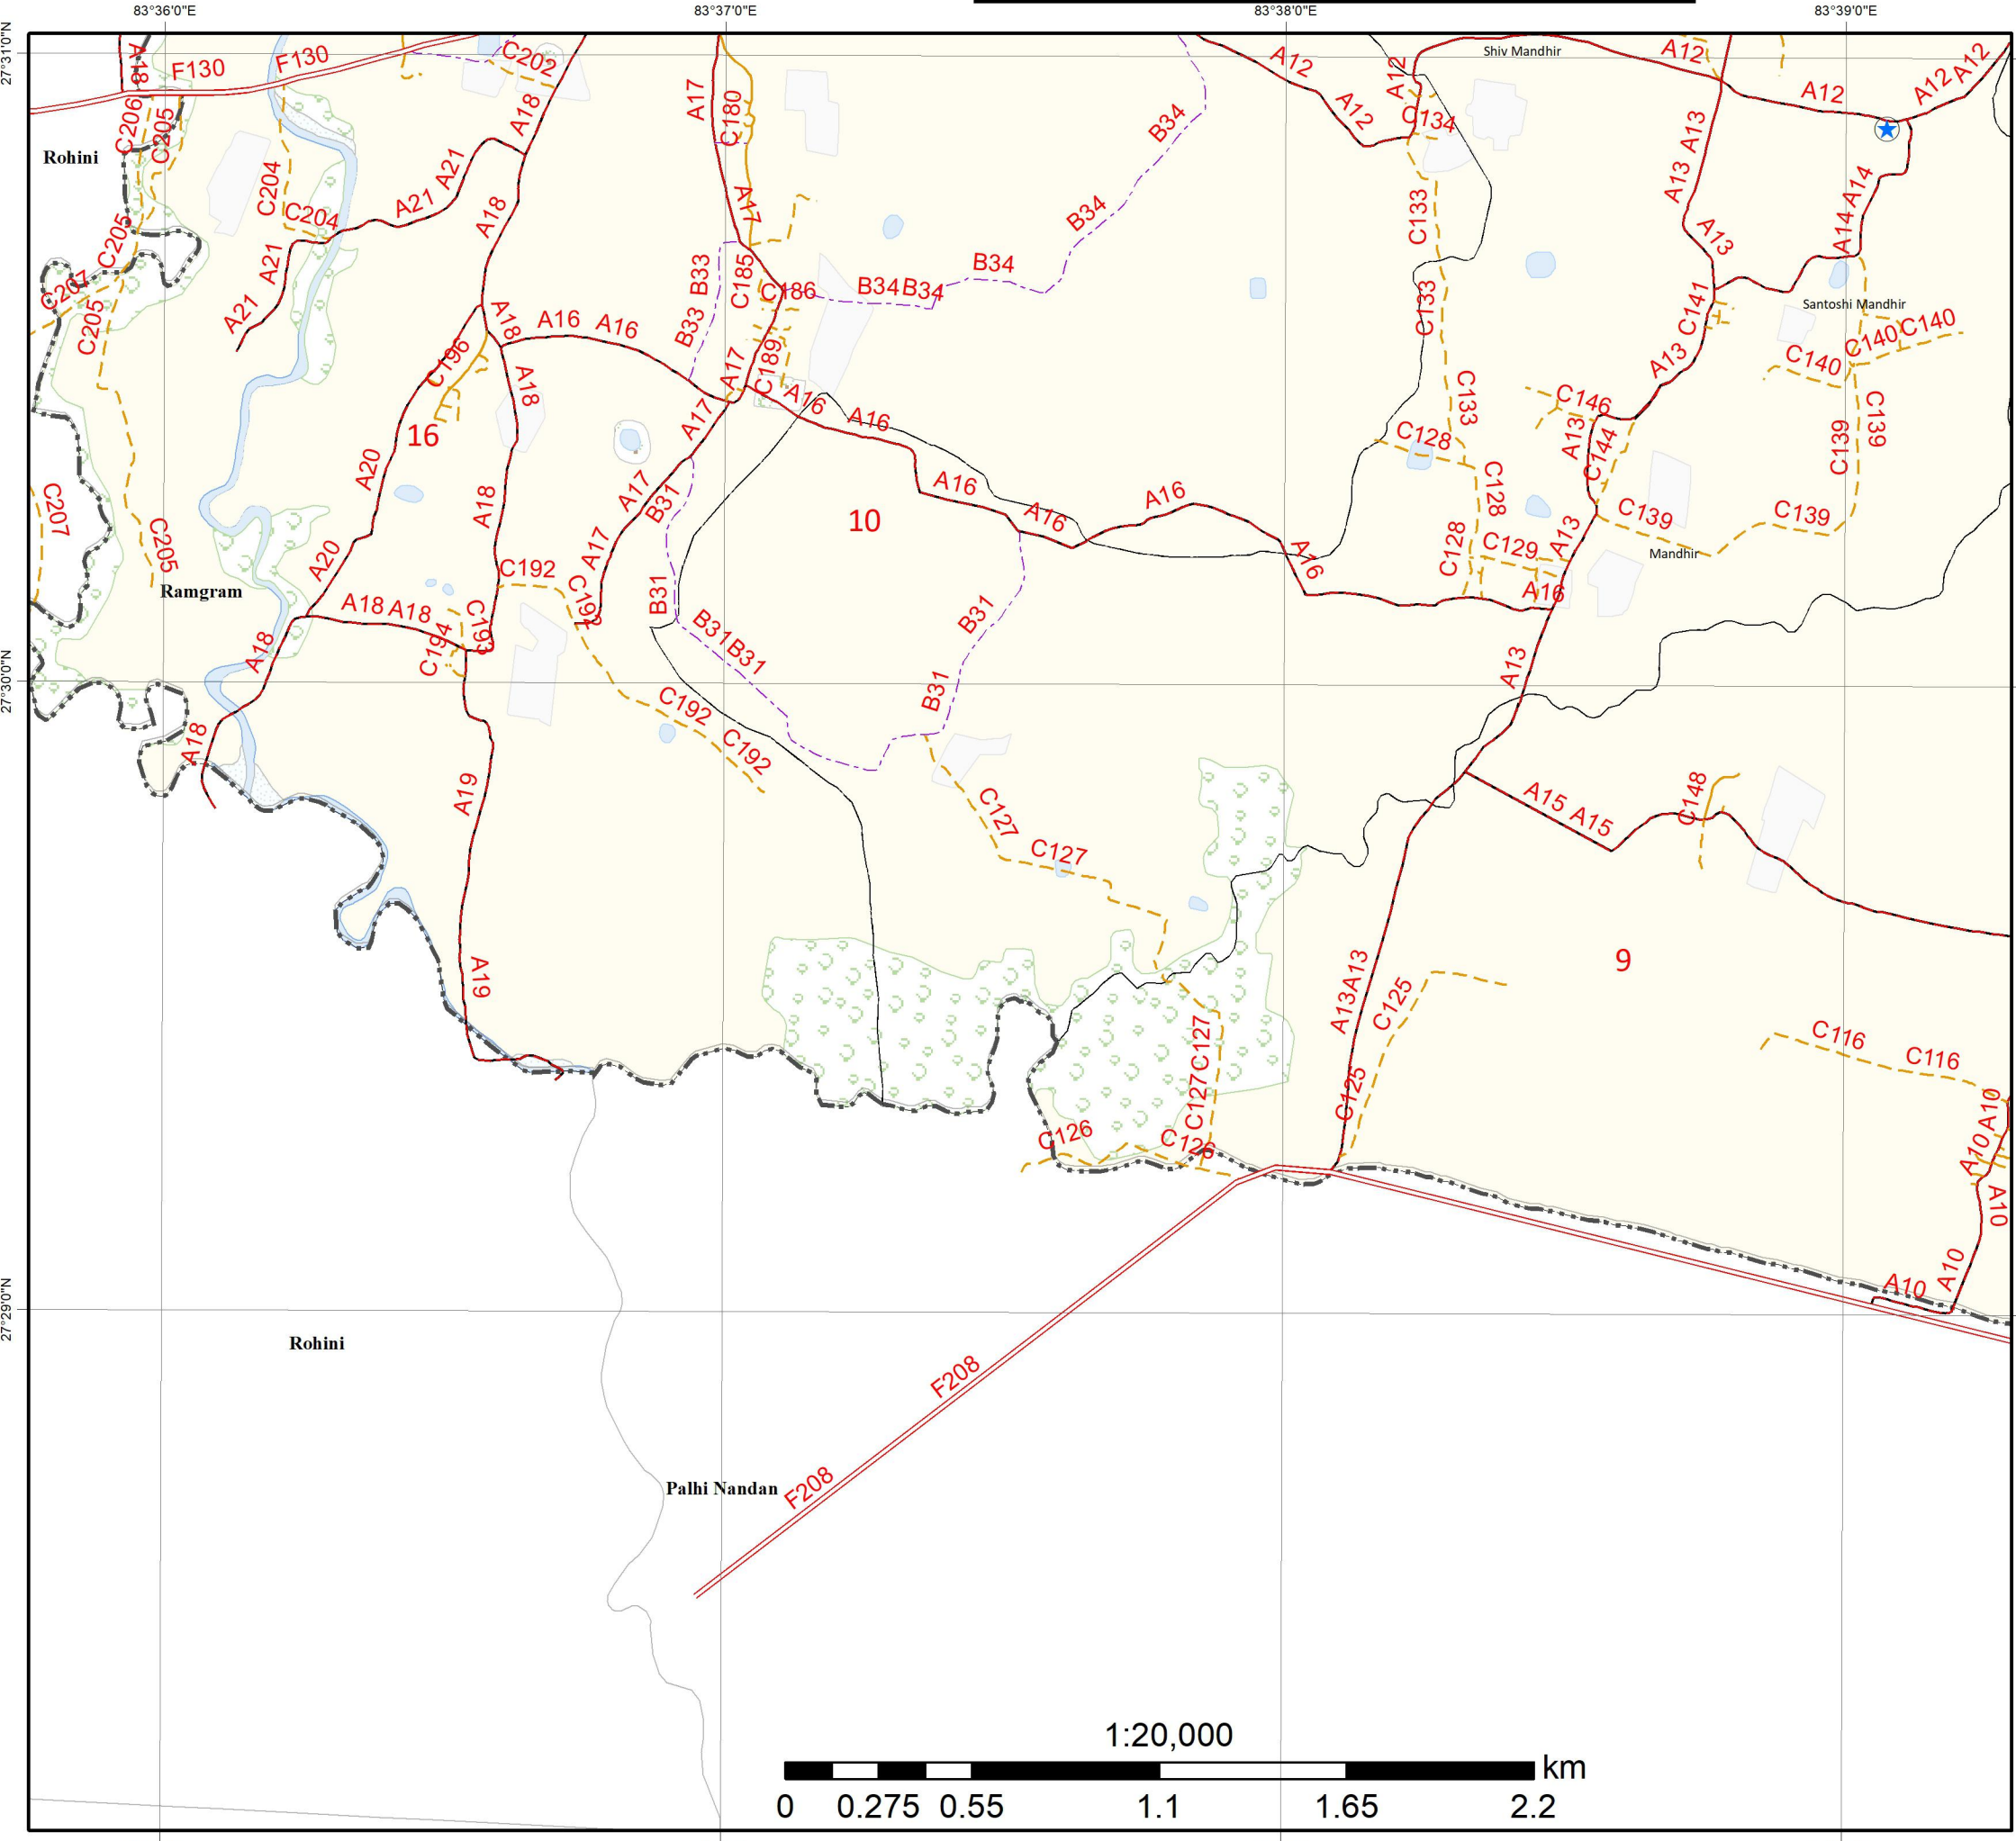 83°36'0"E 83°37'0"E 83°38'0"E 83°39'0"E
27°31'0"N
27°30'0"N
27°29'0"N
A18 F130 F130 C202 A18 A17 C180 A12 A12 A12 Shiv Mandhir A12 A12 A12 A12
C206 C205 C134 B34 A13
Rohini
C204 C204 A21 A21 A18 A17 B34 C133 A13 A14
C205 A21 B33 C185 B34 A13 A14
C207 A21 C186 B34 B34 C133 C141 Santoshi Mandhir
C205 A18 A16 A16 B33 C140 C140 C140
C196 A18 A17 C189 A16 A16 C133 A13 C146 C139
16 A17 C128 A13 C144 C139
A20 A18 A17 B31 A16 A16 C128 C139 C139
C207 C205 10 A16 A13
A20 A17 A16 C128 C129 Mandhir
C192 C192 B31 A16
Ramgram
A18 A18 C193 C194 B31 B31 B31
A18 B31 A13
C192 C192
A18 A19 A15 A15 C148
C127 C127
A19 A13 A13 9
C125 C127 C116 C116
C127 C125 A10
C126 C126 A10 A10
A10 A10
Rohini F208
Palhi Nandan F208
1:20,000
km
0 0.275 0.55 1.1 1.65 2.2